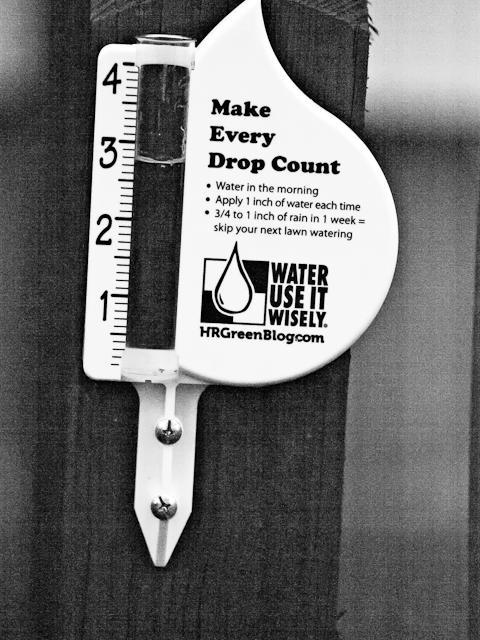 4
3
2
1
Make
Every
Drop Count
• Water in the morning
• Apply 1 inch of water each time
• 3/4 to 1 inch of rain in 1 week =
skip your next lawn watering
WATER
USE IT
WISELY®
HRGreenBlog.com